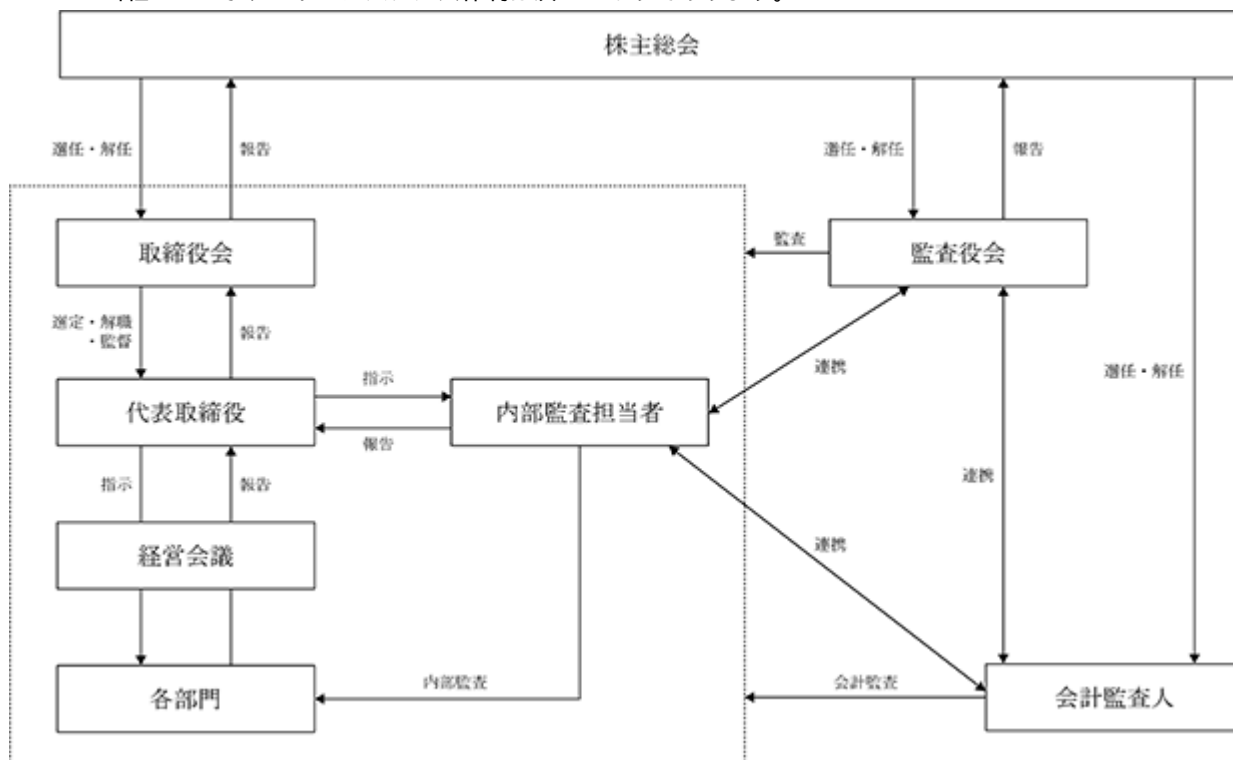 株主総会
選任・解任
報告
選任・解任
報告
取締役会
監査
監査役会
選定・解職
・監督
報告
連携
選任・解任
指示
代表取締役
内部監査担当者
報告
指示
報告
連携
経営会議
連携
各部門
内部監査
会計監査
会計監査人